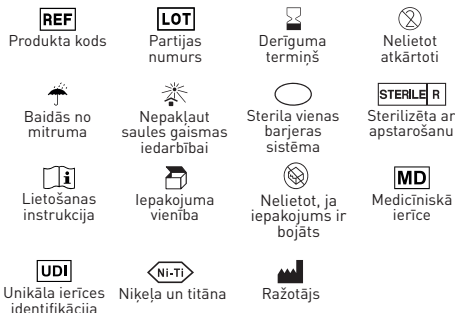 REF
LOT
Produkta kods
Partijas
numurs
Derīguma
termiņš
2
Nelietot
atkārtoti
STERILE R
Baidās no
mitruma
Nepakļaut
saules gaismas
iedarbībai
Sterila vienas
barjeras
sistēma
Sterilizēta ar
apstarošanu
i
MD
Lietošanas
instrukcija
Iepakojuma
vienība
Nelietot, ja
iepakojums ir
bojāts
Medicīniskā
ierīce
UDI
Ni-Ti
Unikāla ierīces
identifikācija
Niķeļa un titāna
Ražotājs